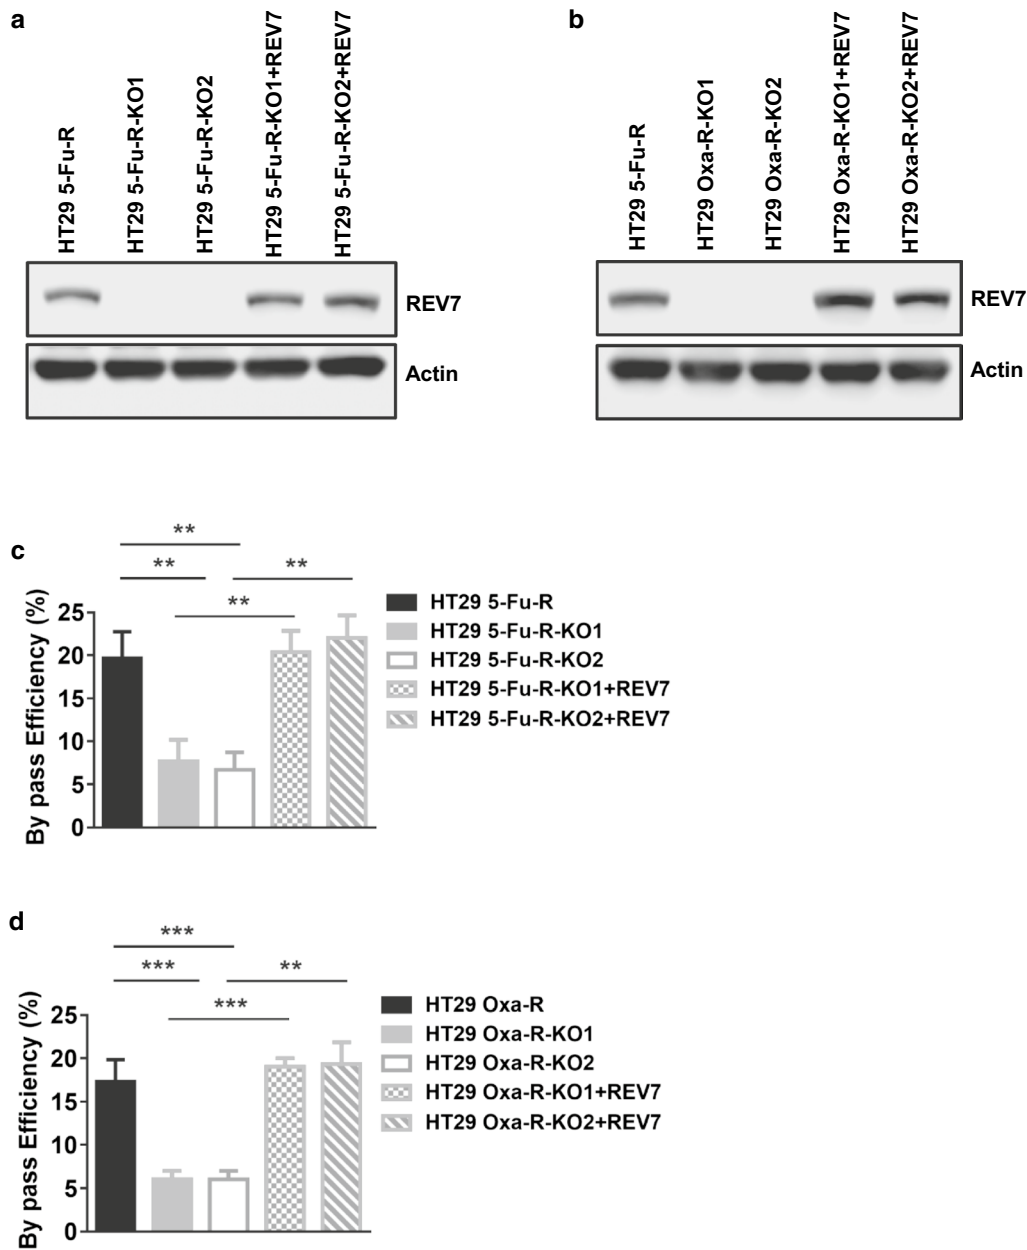 a
HT29 5-Fu-R
HT29 5-Fu-R-KO1
HT29 5-Fu-R-KO2
HT29 5-Fu-R-KO1+REV7
HT29 5-Fu-R-KO2+REV7
REV7
Actin
b
HT29 5-Fu-R
HT29 Oxa-R-KO1
HT29 Oxa-R-KO2
HT29 Oxa-R-KO1+REV7
HT29 Oxa-R-KO2+REV7
REV7
Actin
c
**
**
**
**
By pass Efficiency (%)
25
20
15
10
5
0
HT29 5-Fu-R
HT29 5-Fu-R-KO1
HT29 5-Fu-R-KO2
HT29 5-Fu-R-KO1+REV7
HT29 5-Fu-R-KO2+REV7
d
***
***
**
***
By pass Efficiency (%)
25
20
15
10
5
0
HT29 Oxa-R
HT29 Oxa-R-KO1
HT29 Oxa-R-KO2
HT29 Oxa-R-KO1+REV7
HT29 Oxa-R-KO2+REV7